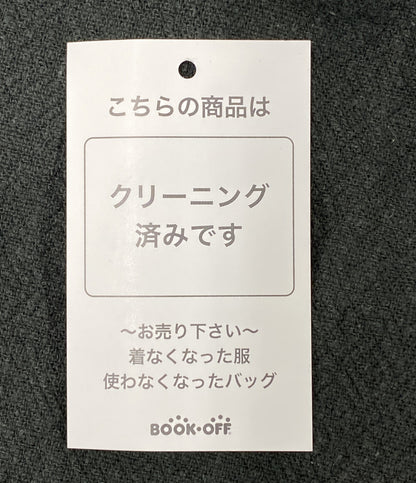 こちらの商品は
クリーニング
済みです
〜お売り下さい〜
着なくなった服
使わなくなったバッグ
BOOK・OFF